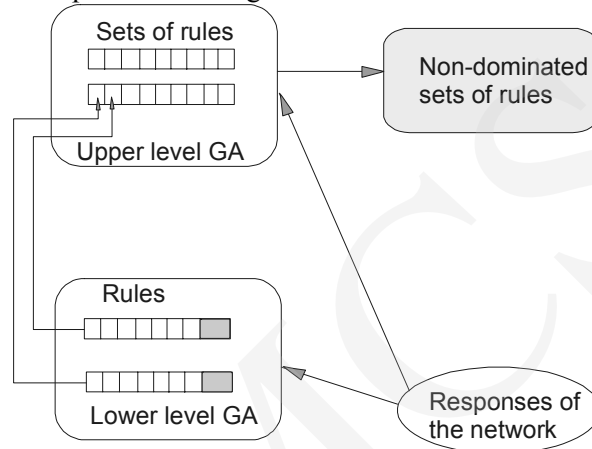 Sets of rules
Upper level GA
Non-dominated
sets of rules
Rules
Lower level GA
Responses of
the network